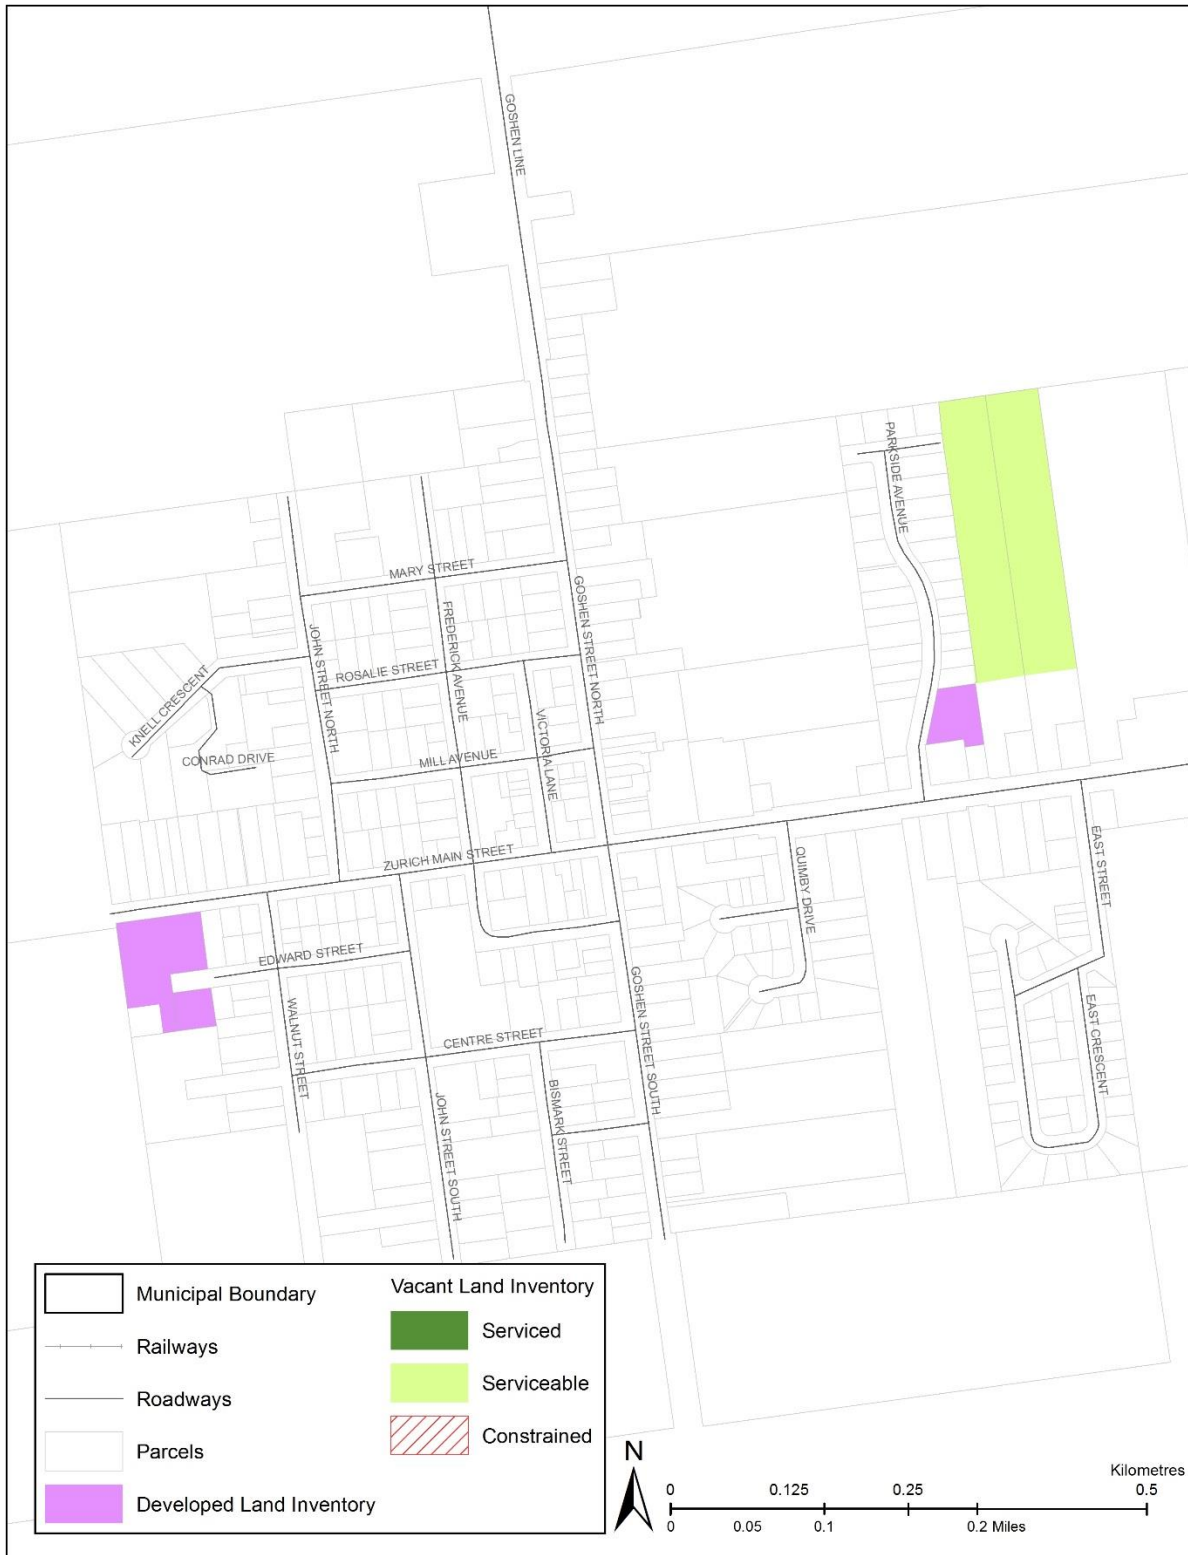 GOSHEN LINE
PARKSIDE AVENUE
MARY STREET
FREDERICK AVENUE
GOSHEN STREET NORTH
JOHN STREET NORTH
ROSALIE STREET
KNELL CRESCENT
VICTORIA LANE
CONRAD DRIVE
MILL AVENUE
ZURICH MAIN STREET
QUIMBY DRIVE
EAST STREET
EDWARD STREET
WALNUT STREET
GOSHEN STREET SOUTH
CENTRE STREET
EAST CRESCENT
JOHN STREET SOUTH
BISMARK STREET
Municipal Boundary
Railways
Roadways
Parcels
Developed Land Inventory
Vacant Land Inventory
Serviced
Serviceable
Constrained
N
Kilometres
0 0.125 0.25 0.5
0 0.05 0.1 0.2 Miles